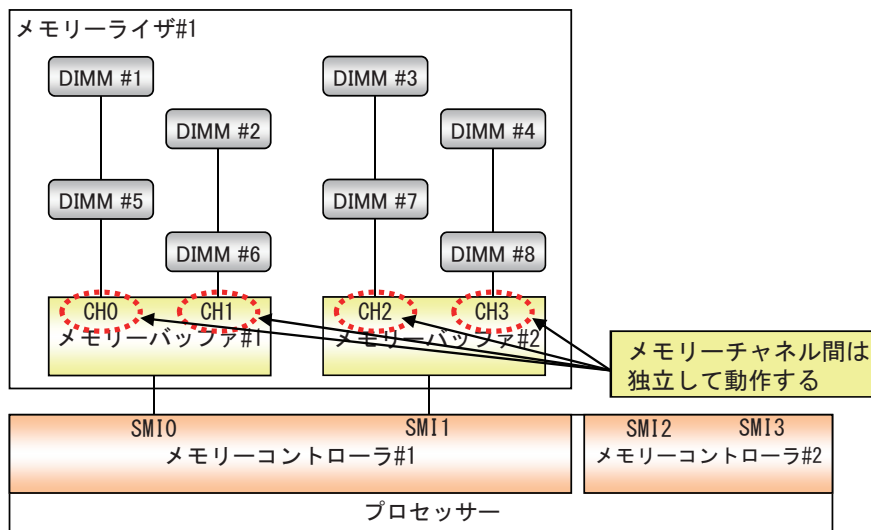 メモリーライザ#1
DIMM #1
DIMM #3
DIMM #2
DIMM #4
DIMM #5
DIMM #7
DIMM #6
DIMM #8
CH0
CH1
CH2
CH3
メモリーバッファ#1
メモリーバッファ#2
メモリーチャネル間は
独立して動作する
SMI0
SMI1
SMI2
SMI3
メモリーコントローラ#1
メモリーコントローラ#2
プロセッサー